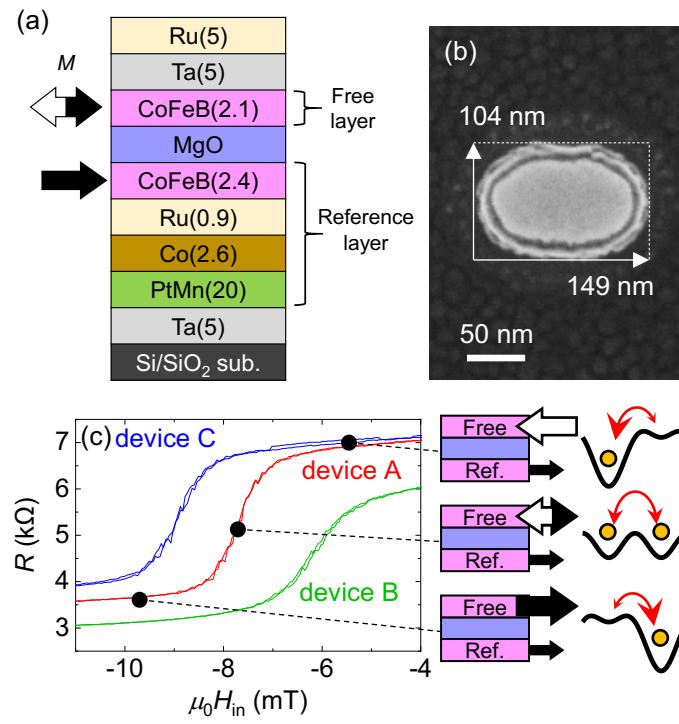 (a)
Ru(5)
Ta(5)
M
CoFeB(2.1)
Free
layer
MgO
CoFeB(2.4)
Ru(0.9)
Reference
layer
Co(2.6)
PtMn(20)
Ta(5)
Si/SiO₂ sub.
(b)
104 nm
149 nm
50 nm
(c)
device C
device A
device B
7
6
5
4
3
R (kΩ)
-10
-8
-6
-4
μ₀Hᵢₙ (mT)
Free
Ref.
Free
Ref.
Free
Ref.